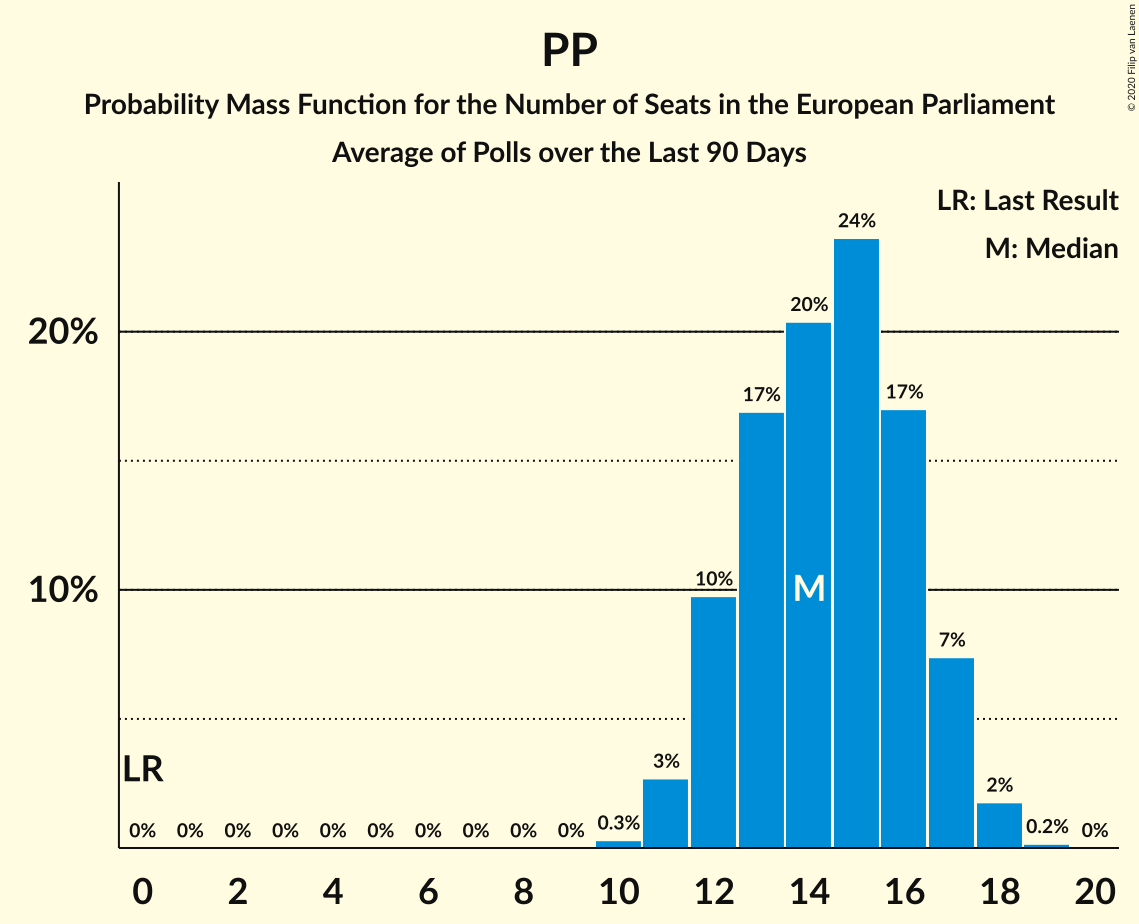 PP
Probability Mass Function for the Number of Seats in the European Parliament
Average of Polls over the Last 90 Days
© 2020 Filip van Laenen
LR: Last Result
M: Median
20%
10%
LR
M
0% 0% 0% 0% 0% 0% 0% 0% 0% 0% 0.3% 3% 10% 17% 20% 24% 17% 7% 2% 0.2% 0%
0 2 4 6 8 10 12 14 16 18 20